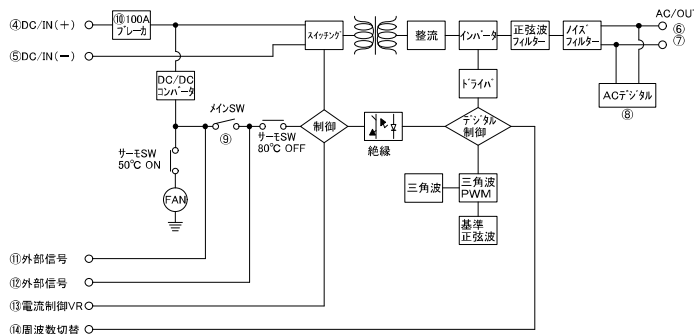 ④DC/IN(+)
⑩100A
ブレーカ
スイッチング
整流
インバータ
正弦波
フィルター
ノイズ
フィルター
AC/OUT
⑥
⑦
⑤DC/IN(−)
DC/DC
コンバータ
ドライバ
ACデジタル
⑧
メインSW
⑨
サーモSW
80℃ OFF
制御
絶縁
デジタル
制御
サーモSW
50℃ ON
FAN
三角波
三角波
PWM
基準
正弦波
⑪外部信号
⑫外部信号
⑬電流制御VR
⑭周波数切替